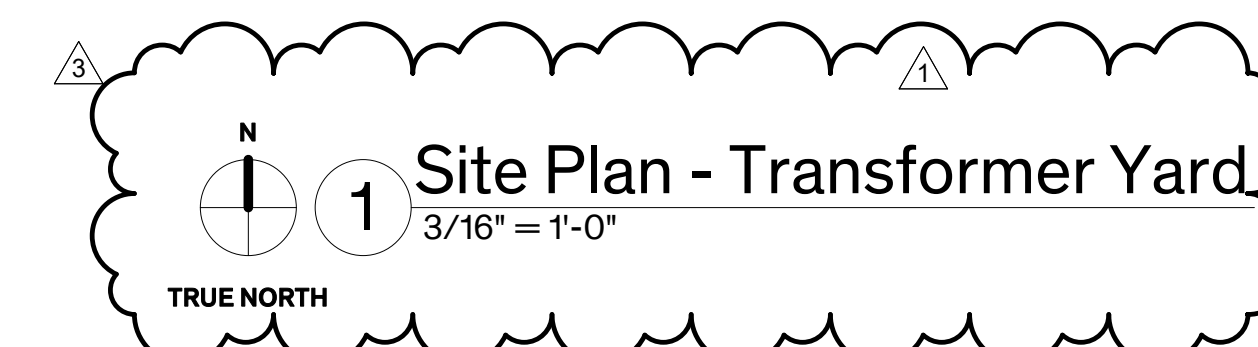 3
1
N
1
Site Plan - Transformer Yard
3/16" = 1'-0"
TRUE NORTH